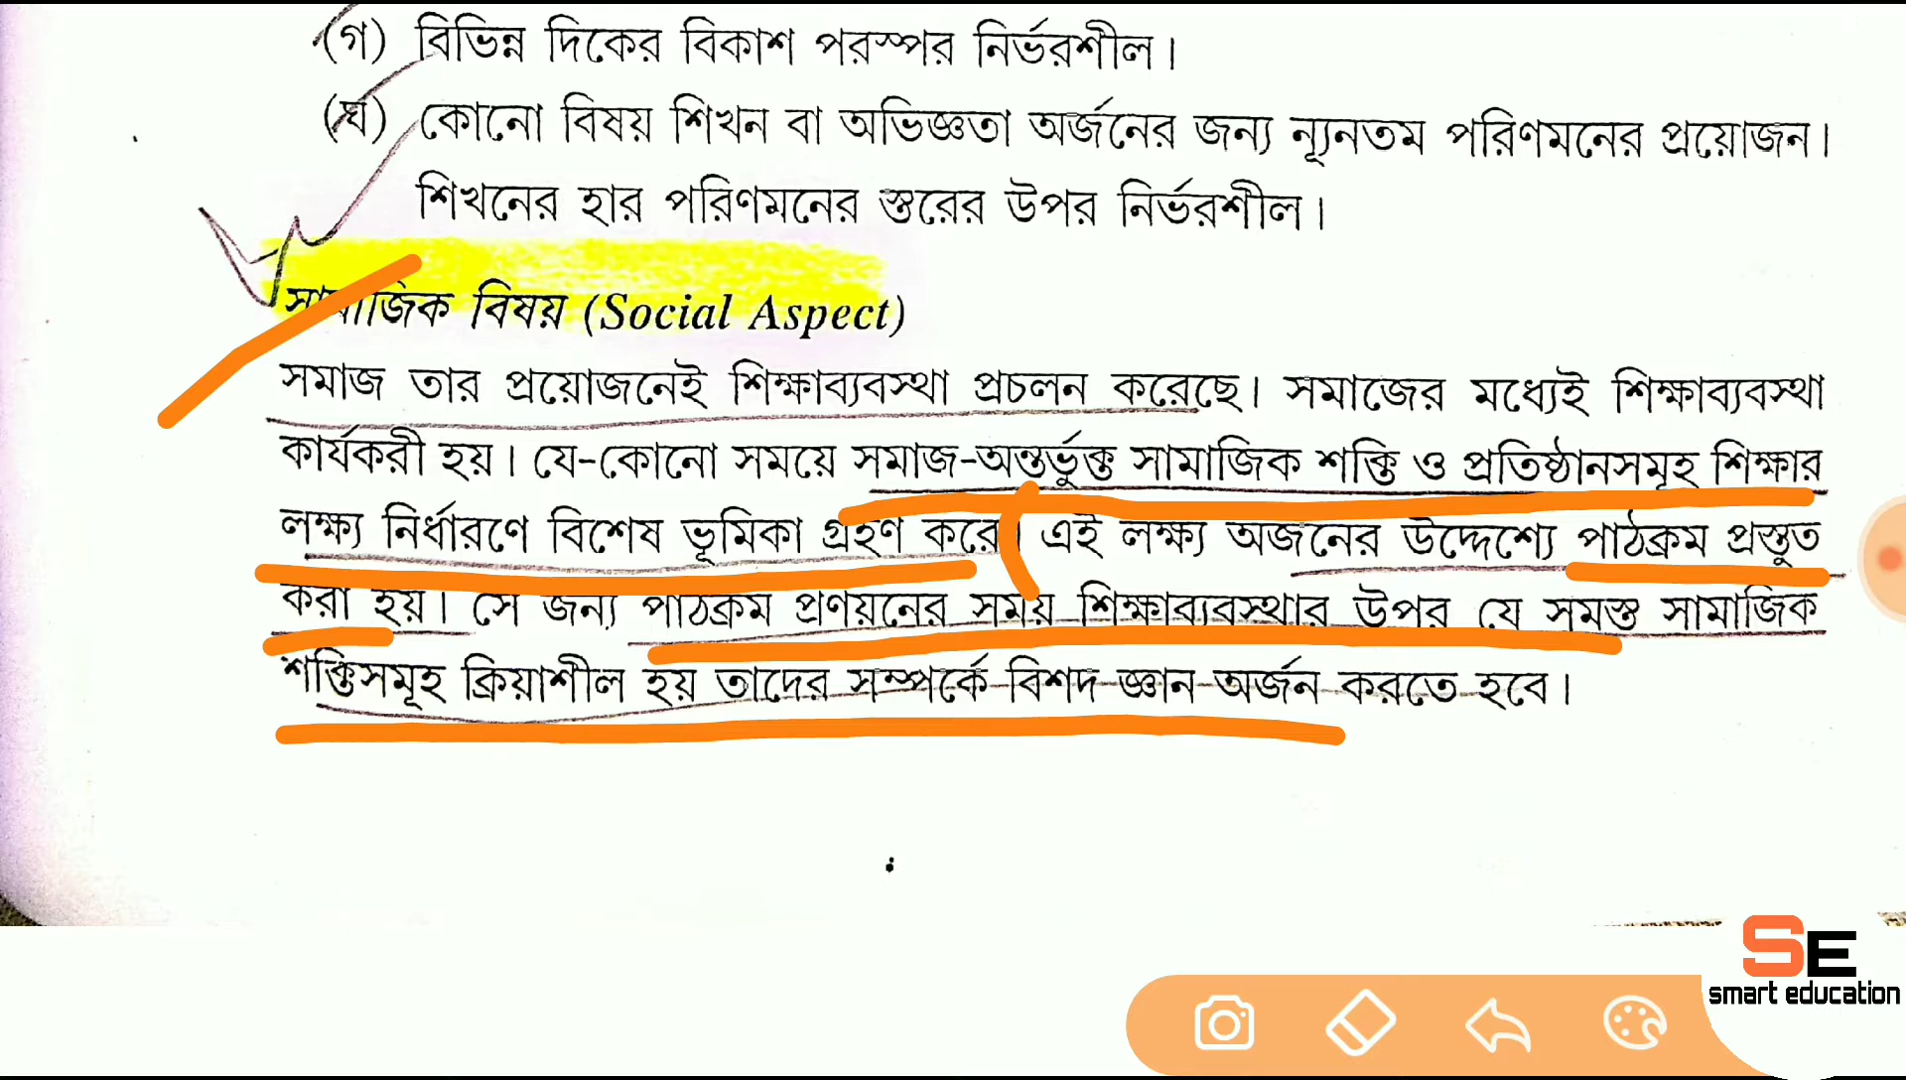 (গ) বিভিন্ন দিকের বিকাশ পরস্পর নির্ভরশীল।
(ঘ) কোনো বিষয় শিখন বা অভিজ্ঞতা অর্জনের জন্য ন্যূনতম পরিণমনের প্রয়োজন।
শিখনের হার পরিণমনের স্তরের উপর নির্ভরশীল।
সামাজিক বিষয় (Social Aspect)
সমাজ তার প্রয়োজনেই শিক্ষাব্যবস্থা প্রচলন করেছে। সমাজের মধ্যেই শিক্ষাব্যবস্থা
কার্যকরী হয়। যে-কোনো সময়ে সমাজ-অন্তর্ভুক্ত সামাজিক শক্তি ও প্রতিষ্ঠানসমূহ শিক্ষার
লক্ষ্য নির্ধারণে বিশেষ ভূমিকা গ্রহণ করে। এই লক্ষ্য অর্জনের উদ্দেশ্যে পাঠক্রম প্রস্তুত
করা হয়। সে জন্য পাঠক্রম প্রণয়নের সময় শিক্ষাব্যবস্থার উপর যে সমস্ত সামাজিক
শক্তিসমূহ ক্রিয়াশীল হয় তাদের সম্পর্কে বিশদ জ্ঞান অর্জন করতে হবে।
SE
smart education